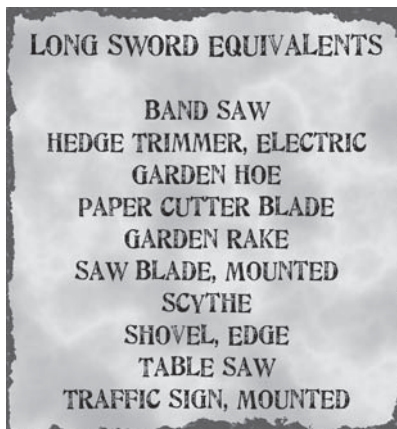 LONG SWORD EQUIVALENTS
BAND SAW
HEDGE TRIMMER, ELECTRIC
GARDEN HOE
PAPER CUTTER BLADE
GARDEN RAKE
SAW BLADE, MOUNTED
SCYTHE
SHOVEL, EDGE
TABLE SAW
TRAFFIC SIGN, MOUNTED